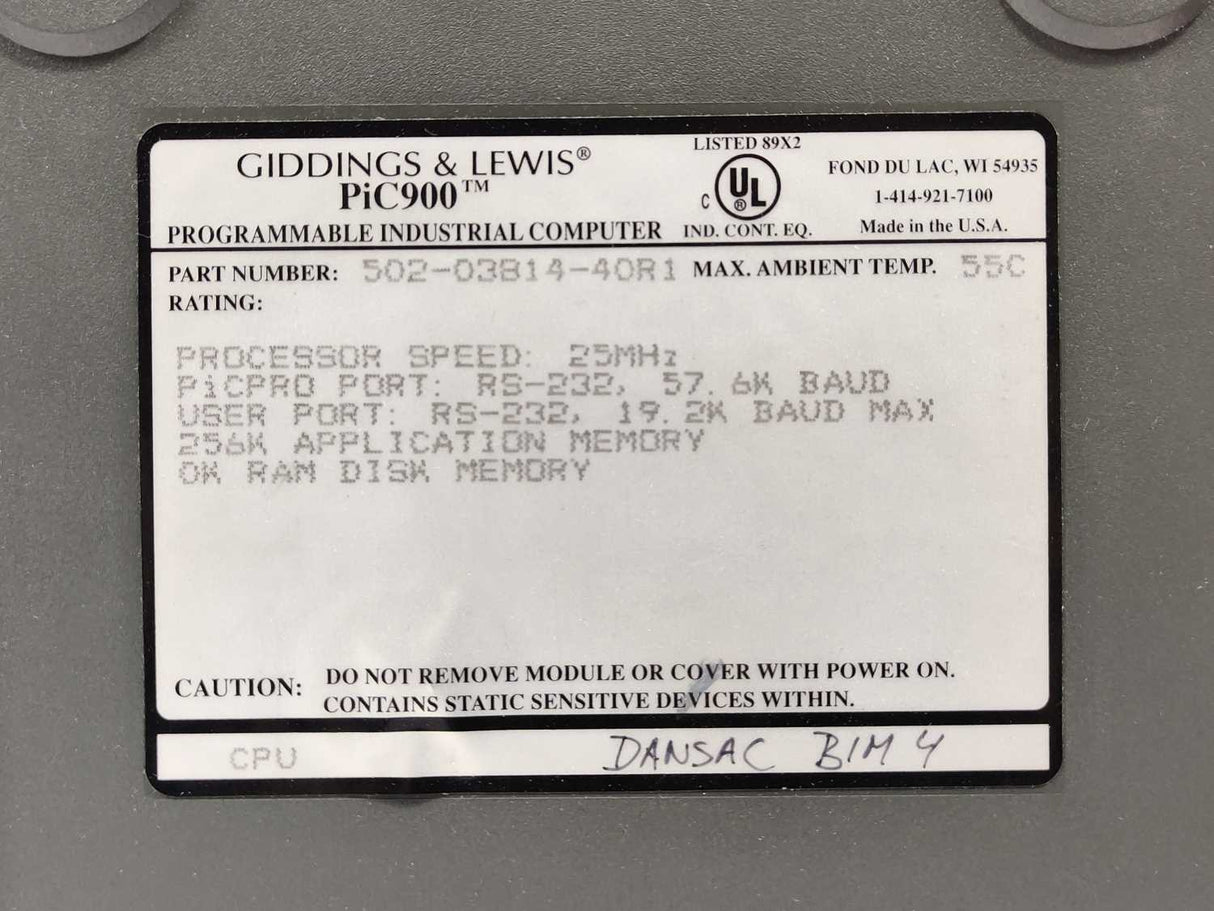 GIDDINGS & LEWIS®
PiC900™
PROGRAMMABLE INDUSTRIAL COMPUTER
LISTED 89X2
C UL®
IND. CONT. EQ.
FOND DU LAC, WI 54935
1-414-921-7100
Made in the U.S.A.
PART NUMBER: 502-03814-40R1 MAX. AMBIENT TEMP. 55C
RATING:
PROCESSOR SPEED: 25MHz
PiCPRO PORT: RS-232, 57.6K BAUD
USER PORT: RS-232, 19.2K BAUD MAX
256K APPLICATION MEMORY
0K RAM DISK MEMORY
CAUTION: DO NOT REMOVE MODULE OR COVER WITH POWER ON.
CONTAINS STATIC SENSITIVE DEVICES WITHIN.
CPU DANSAC BIM 4